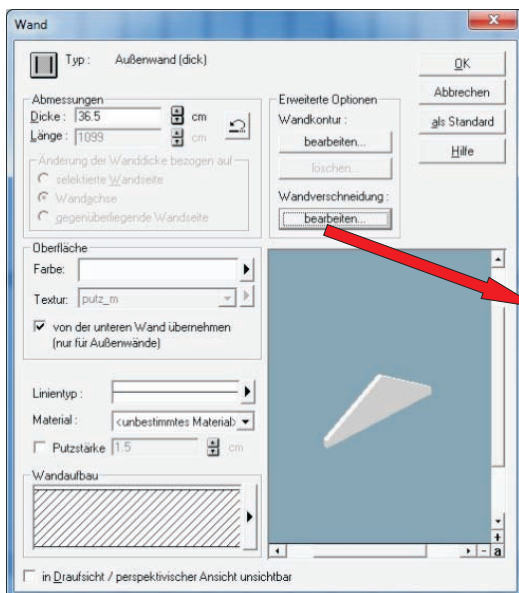 Wand
Typ: Außenwand (dick)
OK
Abbrechen
als Standard
Hilfe
Abmessungen
Dicke: 36.5 cm
Länge: 1099 cm
Änderung der Wanddicke bezogen auf
selektierte Wandseite
Wandachse
gegenüberliegende Wandseite
Erweiterte Optionen
Wandkontur:
bearbeiten...
löschen...
Wandverschneidung:
bearbeiten...
Oberfläche
Farbe:
Textur: putz_m
von der unteren Wand übernehmen
(nur für Außenwände)
Linientyp:
Material: <unbestimmtes Material>
Putzstärke 1.5 cm
Wandaufbau
+
- a
in Draufsicht / perspektivischer Ansicht unsichtbar